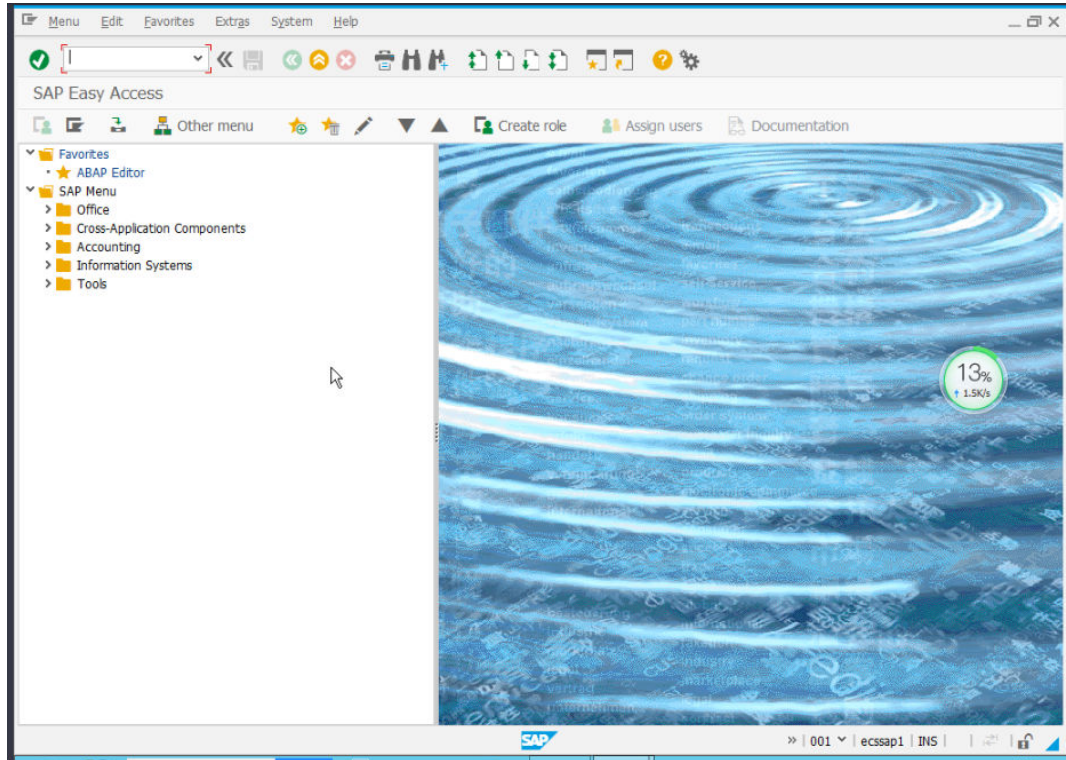 Menu Edit Favorites Extras System Help
SAP Easy Access
Other menu Create role Assign users Documentation
Favorites
ABAP Editor
SAP Menu
Office
Cross-Application Components
Accounting
Information Systems
Tools
13%
↑ 1.5K/s
SAP
» 001 ecssap1 INS